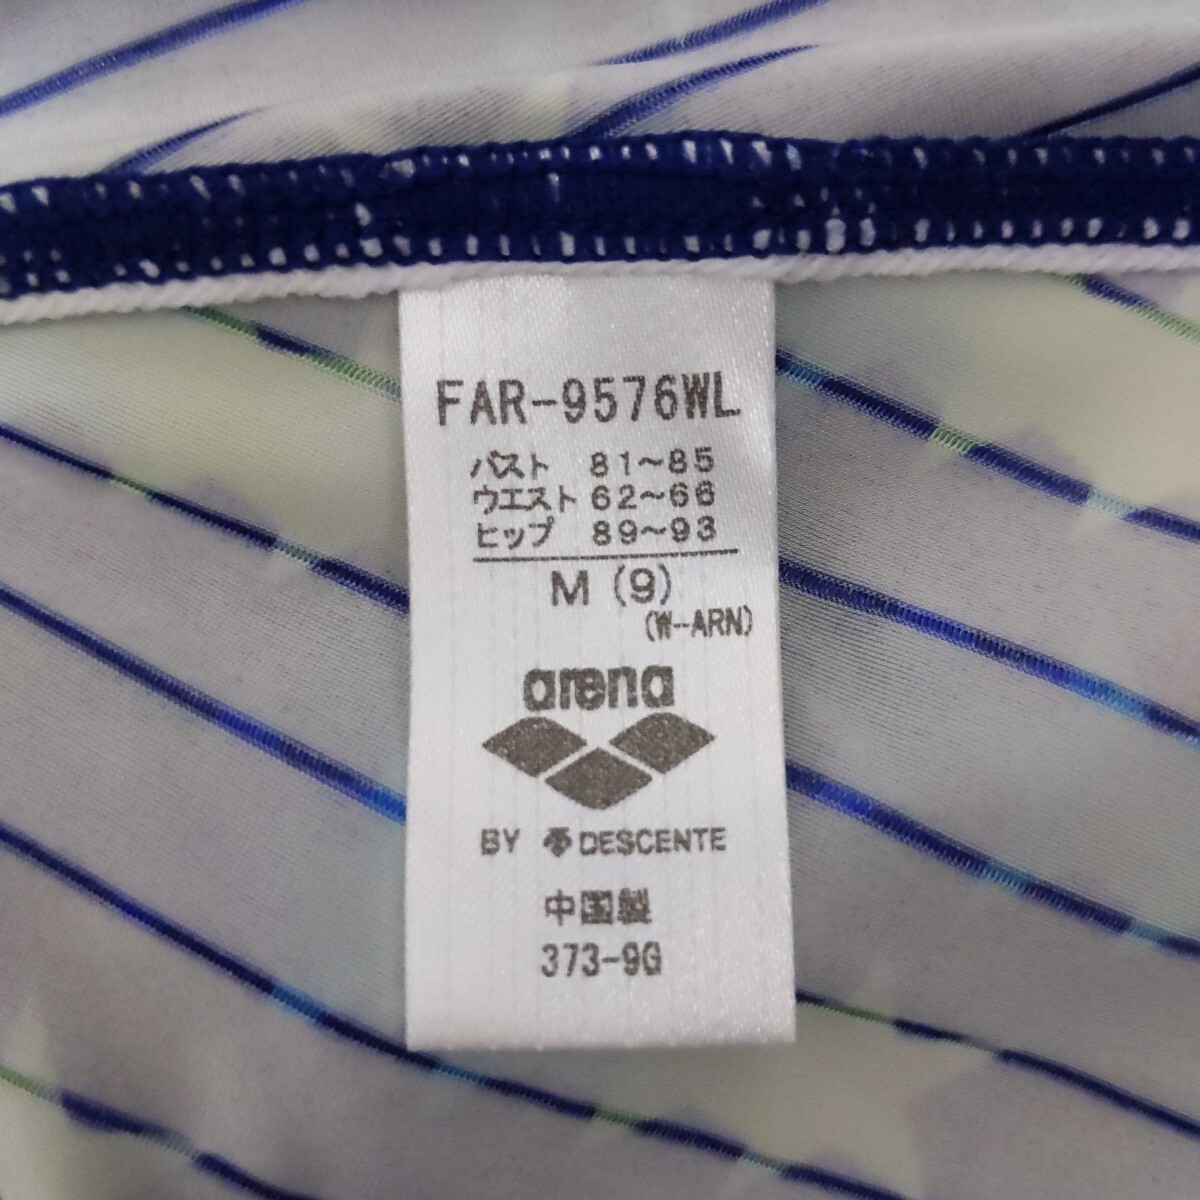 FAR-9576WL
バスト 81〜85
ウエスト 62〜66
ヒップ 89〜93
M (9)
(W-ARN)
arena
BY DESCENTE
中国製
373-9G